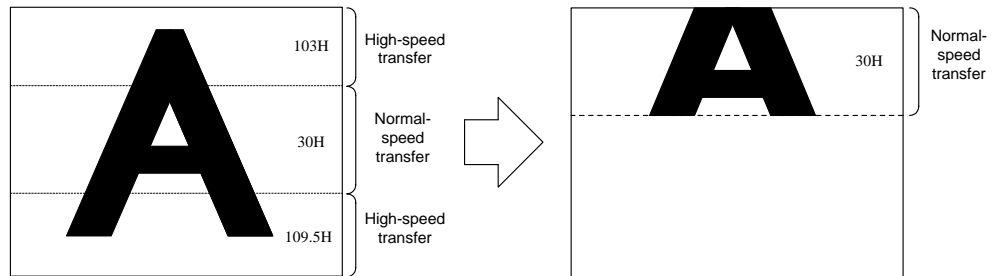 103H
High-speed
transfer
30H
Normal-
speed
transfer
109.5H
High-speed
transfer
A
30H
Normal-
speed
transfer
A